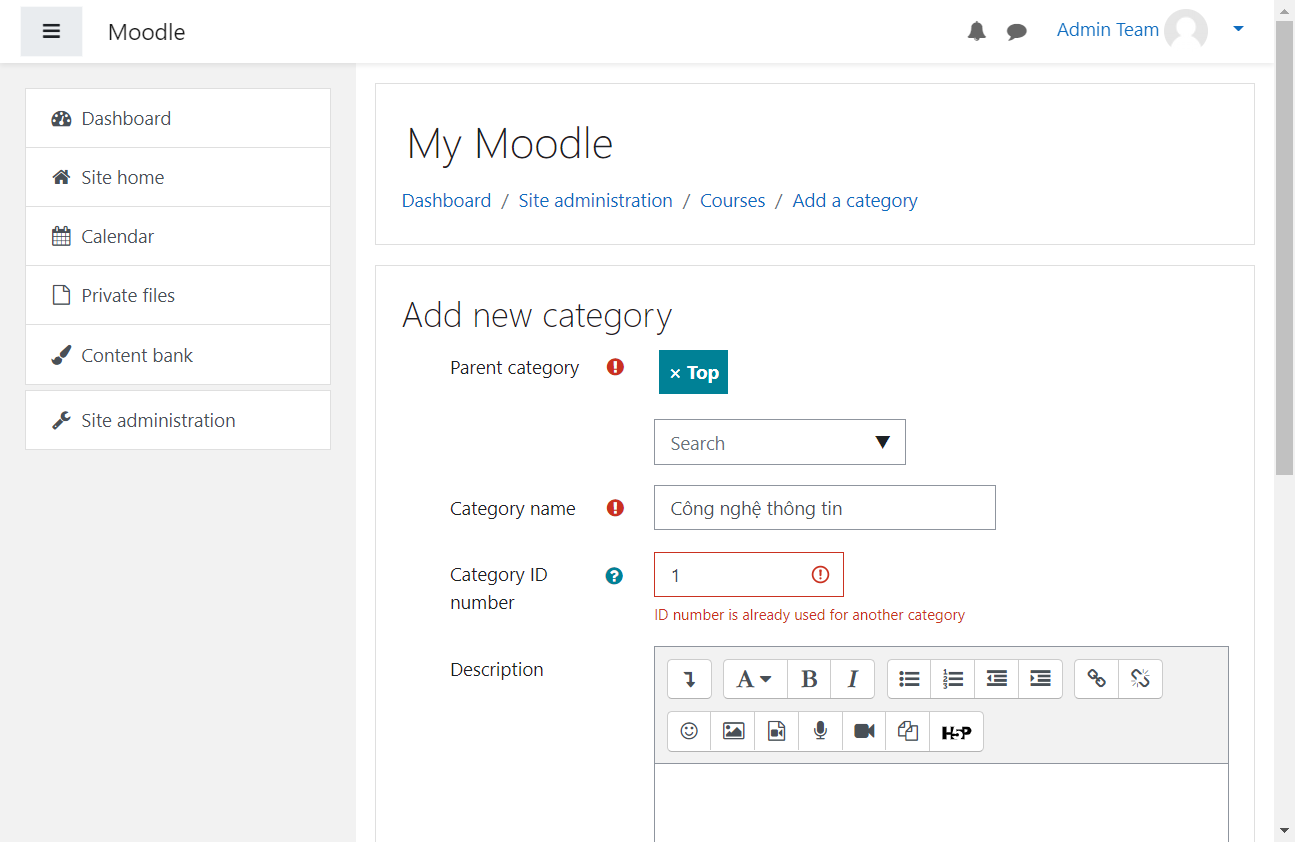 Moodle
Admin Team
Dashboard
Site home
Calendar
Private files
Content bank
Site administration
My Moodle
Dashboard / Site administration / Courses / Add a category
Add new category
Parent category
× Top
Search
Category name
Công nghệ thông tin
Category ID
number
1
ID number is already used for another category
Description
A B I
H5P